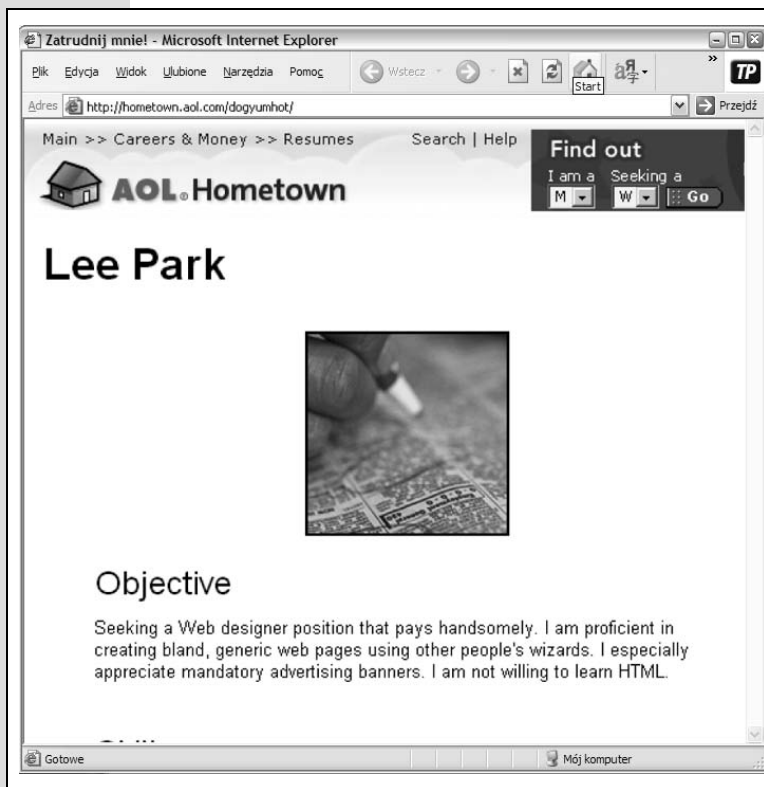 Zatrudnij mnie! - Microsoft Internet Explorer
Plik Edycja Widok Ulubione Narzędzia Pomoc Wstecz » TP
Start
Adres http://hometown.aol.com/dogyumhot/ Przejdź
Main >> Careers & Money >> Resumes Search | Help
Find out
I am a Seeking a
M W Go
AOL® Hometown
Lee Park
Objective
Seeking a Web designer position that pays handsomely. I am proficient in
creating bland, generic web pages using other people's wizards. I especially
appreciate mandatory advertising banners. I am not willing to learn HTML.
Gotowe Mój komputer